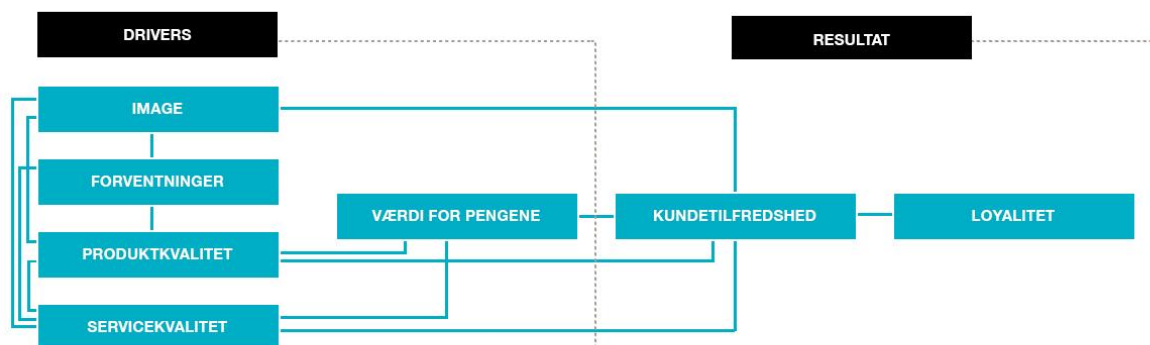 DRIVERS
RESULTAT
IMAGE
FORVENTNINGER
VÆRDI FOR PENGENE
KUNDETILFREDSHED
LOYALITET
PRODUKTKVALITET
SERVICEKVALITET